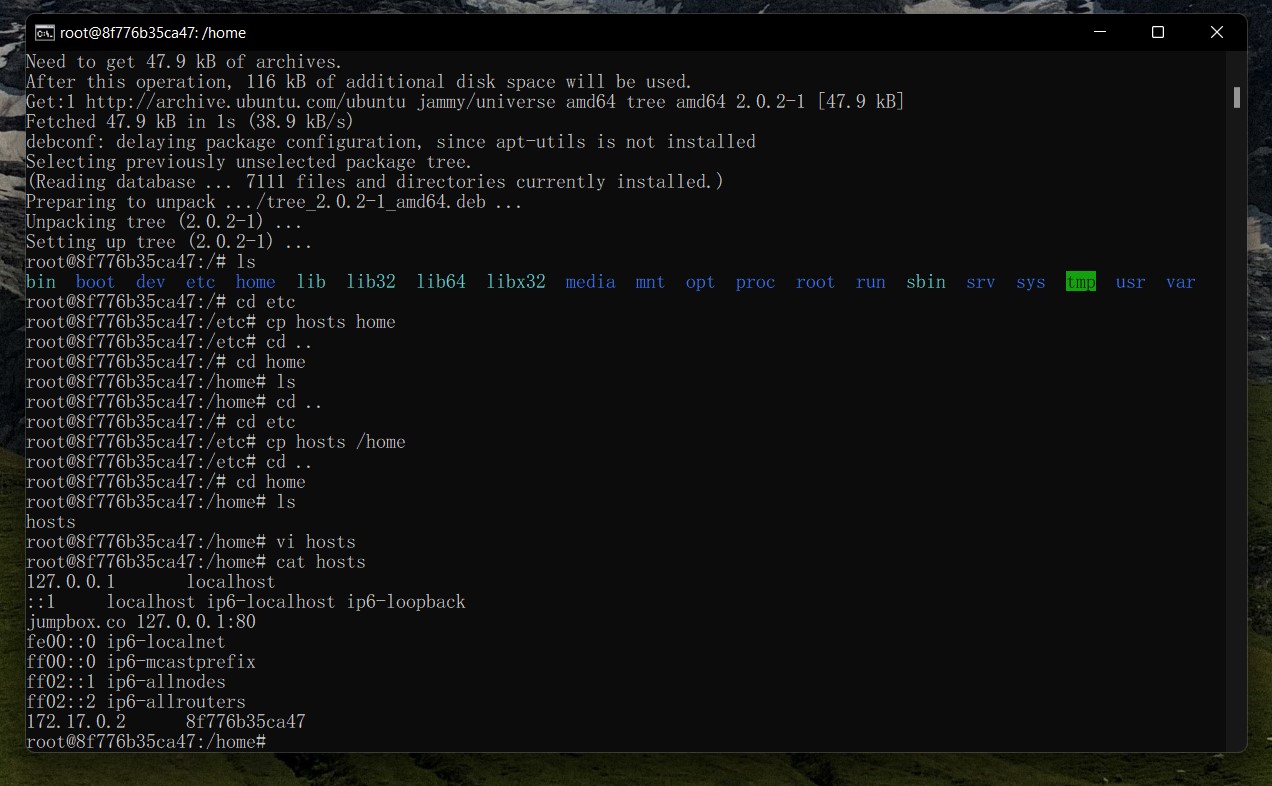 root@8f776b35ca47: /home
Need to get 47.9 kB of archives.
After this operation, 116 kB of additional disk space will be used.
Get:1 http://archive.ubuntu.com/ubuntu jammy/universe amd64 tree amd64 2.0.2-1 [47.9 kB]
Fetched 47.9 kB in 1s (38.9 kB/s)
debconf: delaying package configuration, since apt-utils is not installed
Selecting previously unselected package tree.
(Reading database ... 7111 files and directories currently installed.)
Preparing to unpack .../tree_2.0.2-1_amd64.deb ...
Unpacking tree (2.0.2-1) ...
Setting up tree (2.0.2-1) ...
root@8f776b35ca47:/# ls
bin  boot  dev  etc  home  lib  lib32  lib64  libx32  media  mnt  opt  proc  root  run  sbin  srv  sys  tmp  usr  var
root@8f776b35ca47:/# cd etc
root@8f776b35ca47:/etc# cp hosts home
root@8f776b35ca47:/etc# cd ..
root@8f776b35ca47:/# cd home
root@8f776b35ca47:/home# ls
root@8f776b35ca47:/home# cd ..
root@8f776b35ca47:/# cd etc
root@8f776b35ca47:/etc# cp hosts /home
root@8f776b35ca47:/etc# cd ..
root@8f776b35ca47:/# cd home
root@8f776b35ca47:/home# ls
hosts
root@8f776b35ca47:/home# vi hosts
root@8f776b35ca47:/home# cat hosts
127.0.0.1       localhost
::1     localhost ip6-localhost ip6-loopback
jumpbox.co 127.0.0.1:80
fe00::0 ip6-localnet
ff00::0 ip6-mcastprefix
ff02::1 ip6-allnodes
ff02::2 ip6-allrouters
172.17.0.2      8f776b35ca47
root@8f776b35ca47:/home#